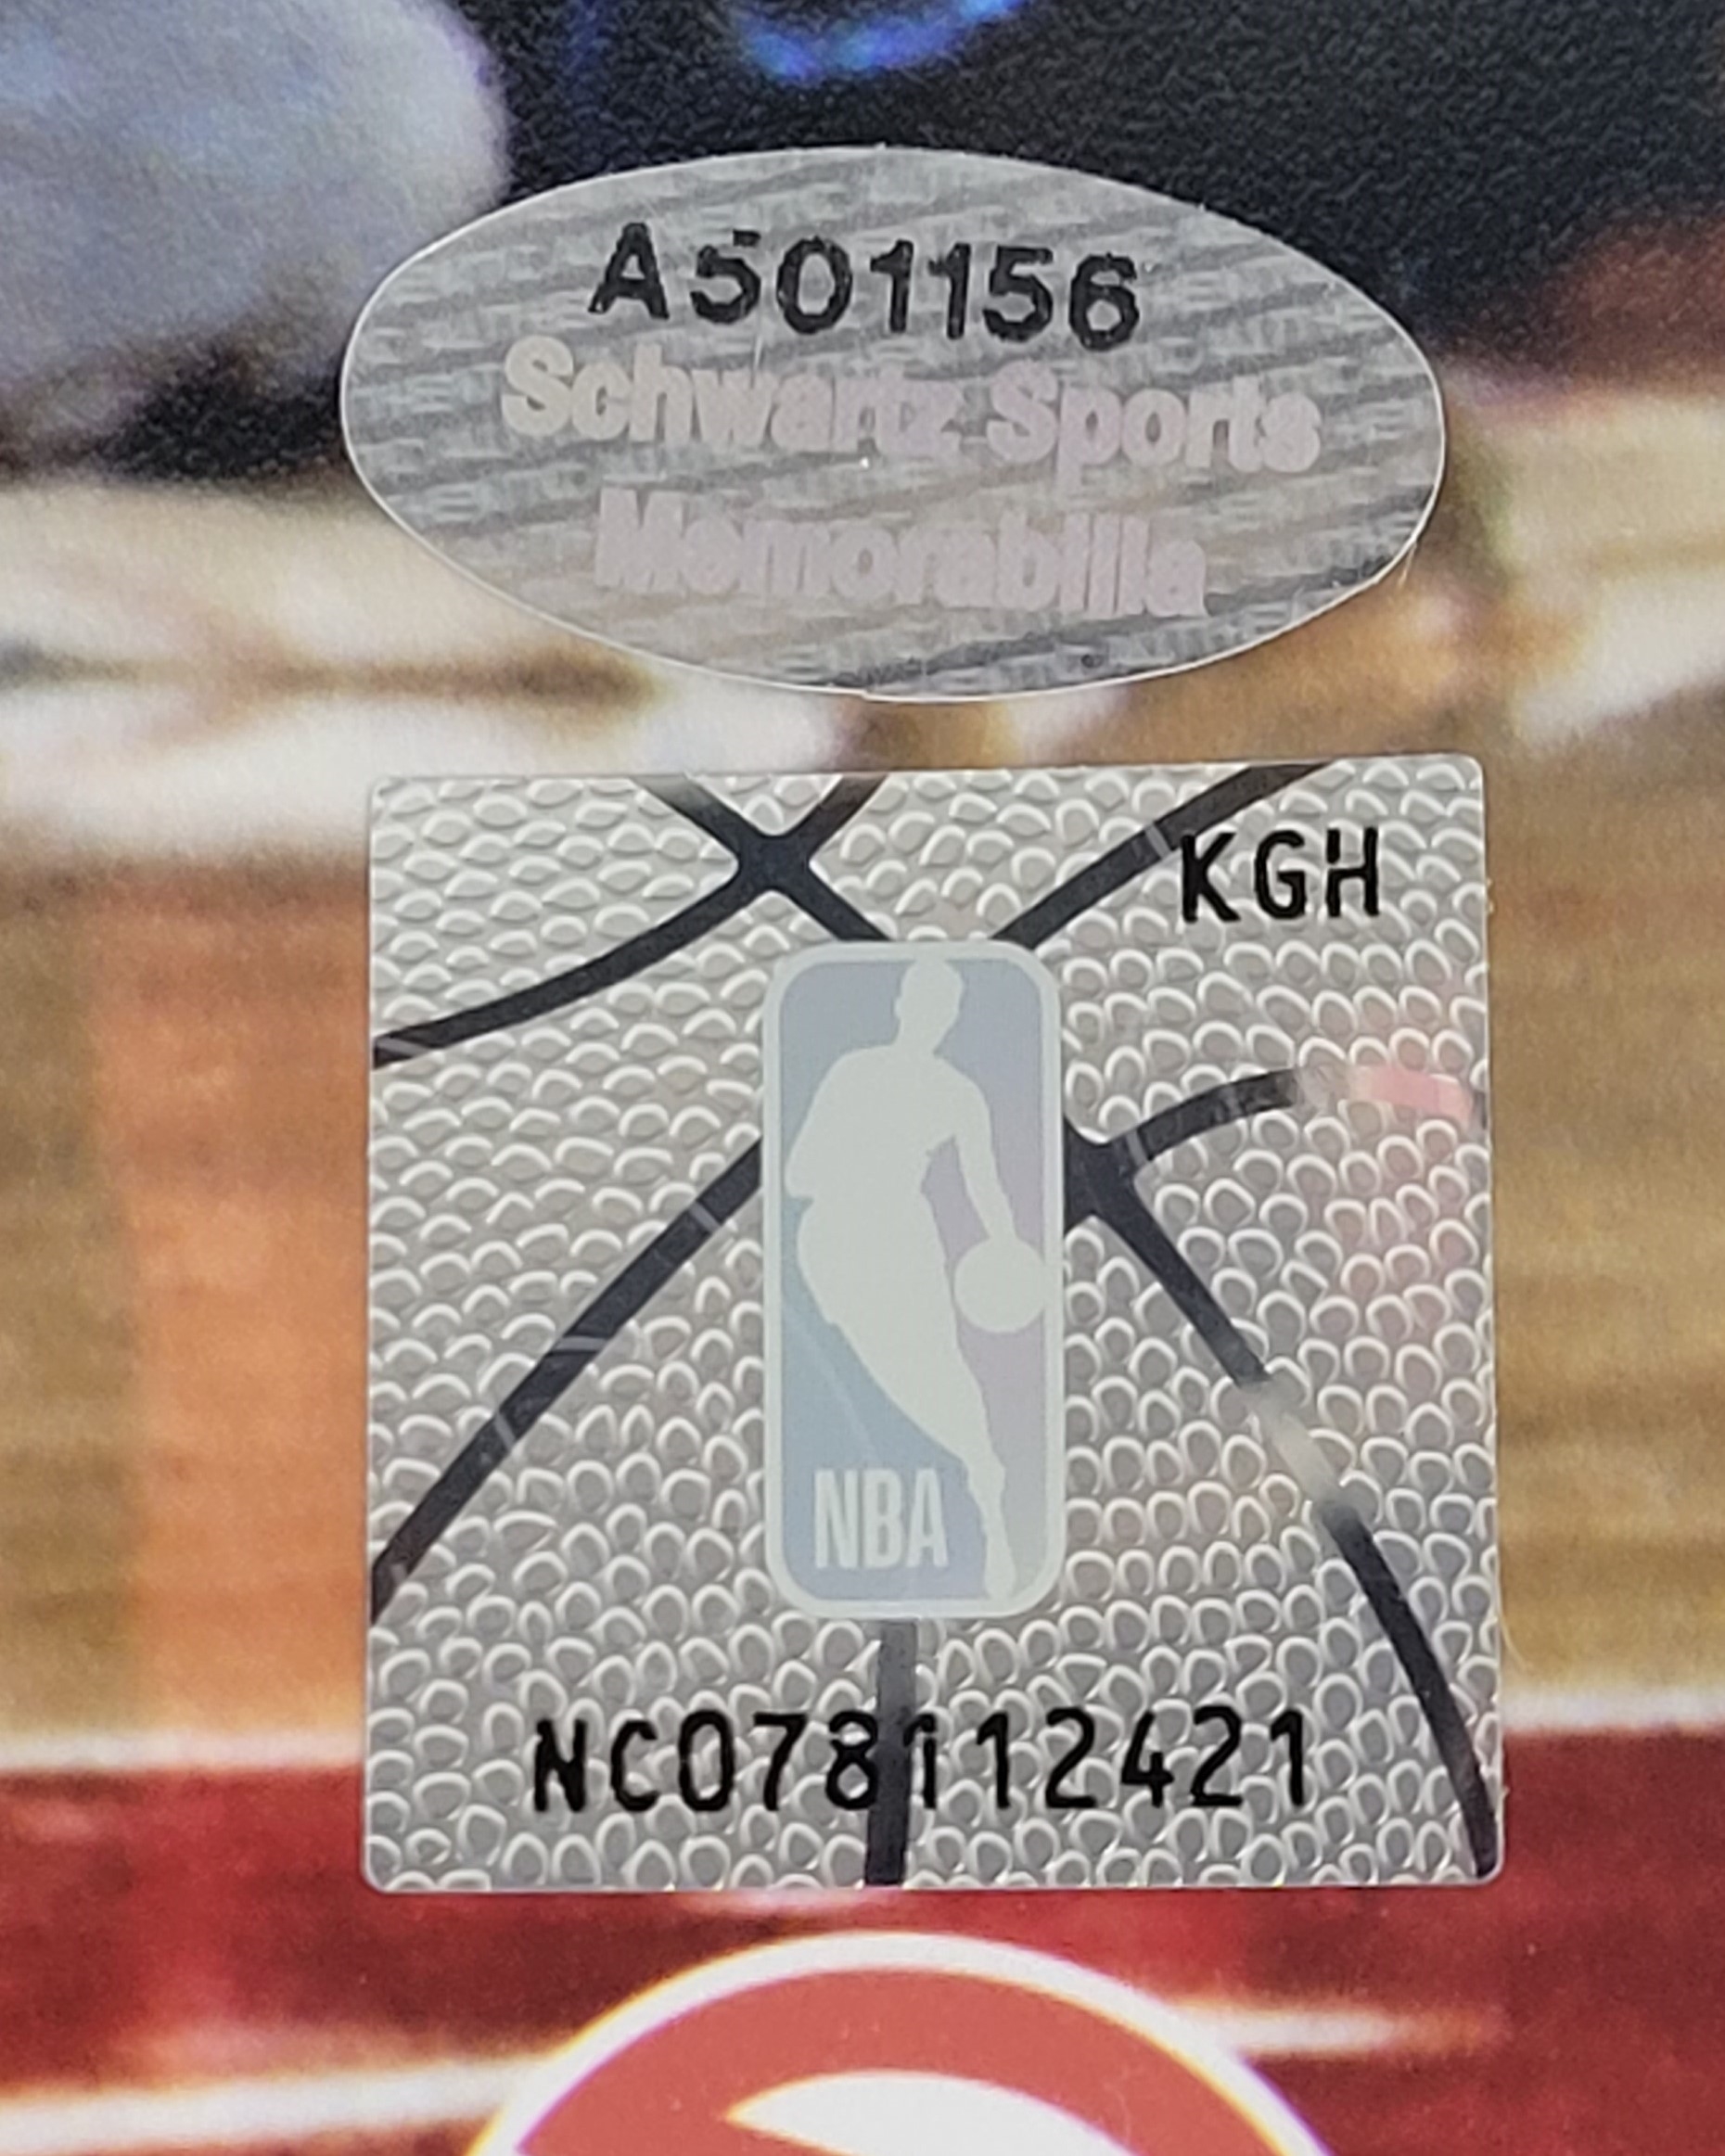 A501156
Schwartz Sports
Memorabilia
KGH
NBA
NC078112421